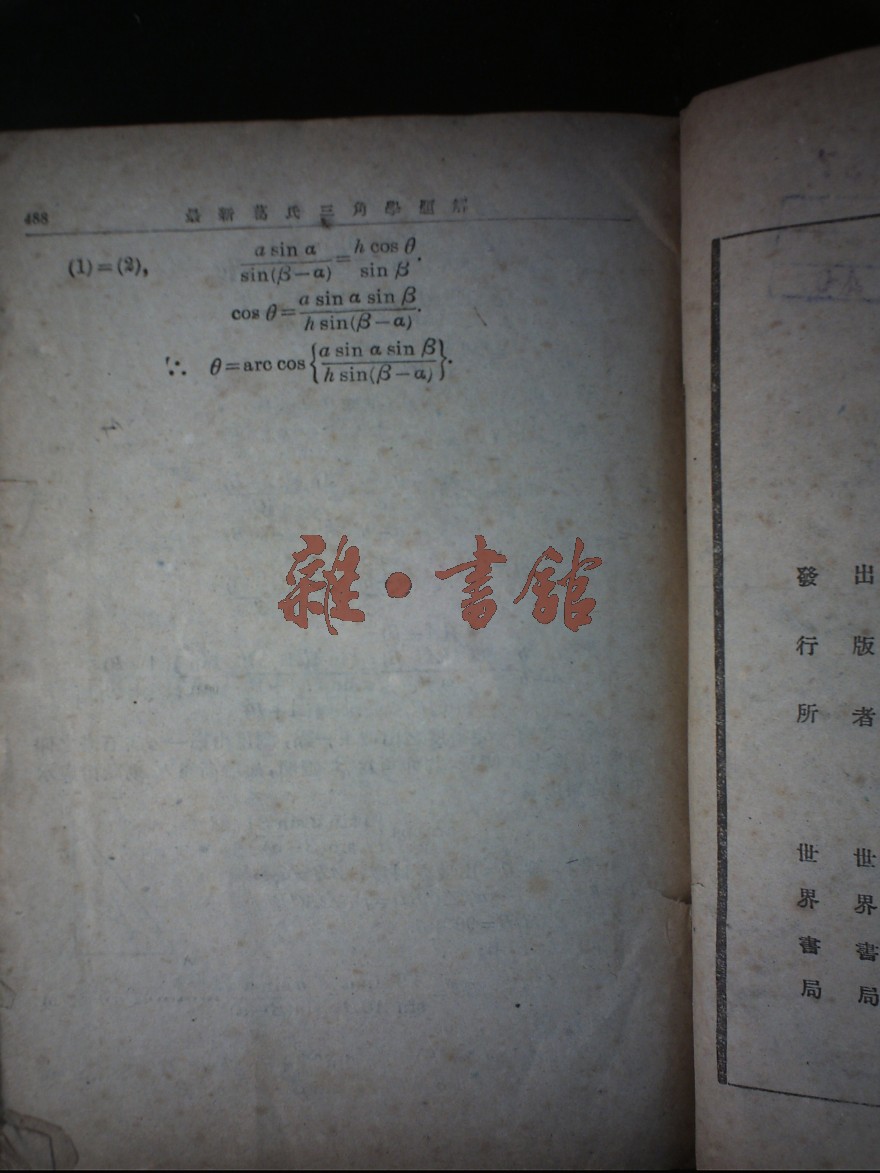 488 最新葛氏三角學題解
(1)=(2), a sin α / sin(β−α) = h cos θ / sin β.
cos θ = a sin α sin β / h sin(β−α).
∴ θ = arc cos { a sin α sin β / h sin(β−α) }.
雜·書館
出版者 世界書局
發行所 世界書局